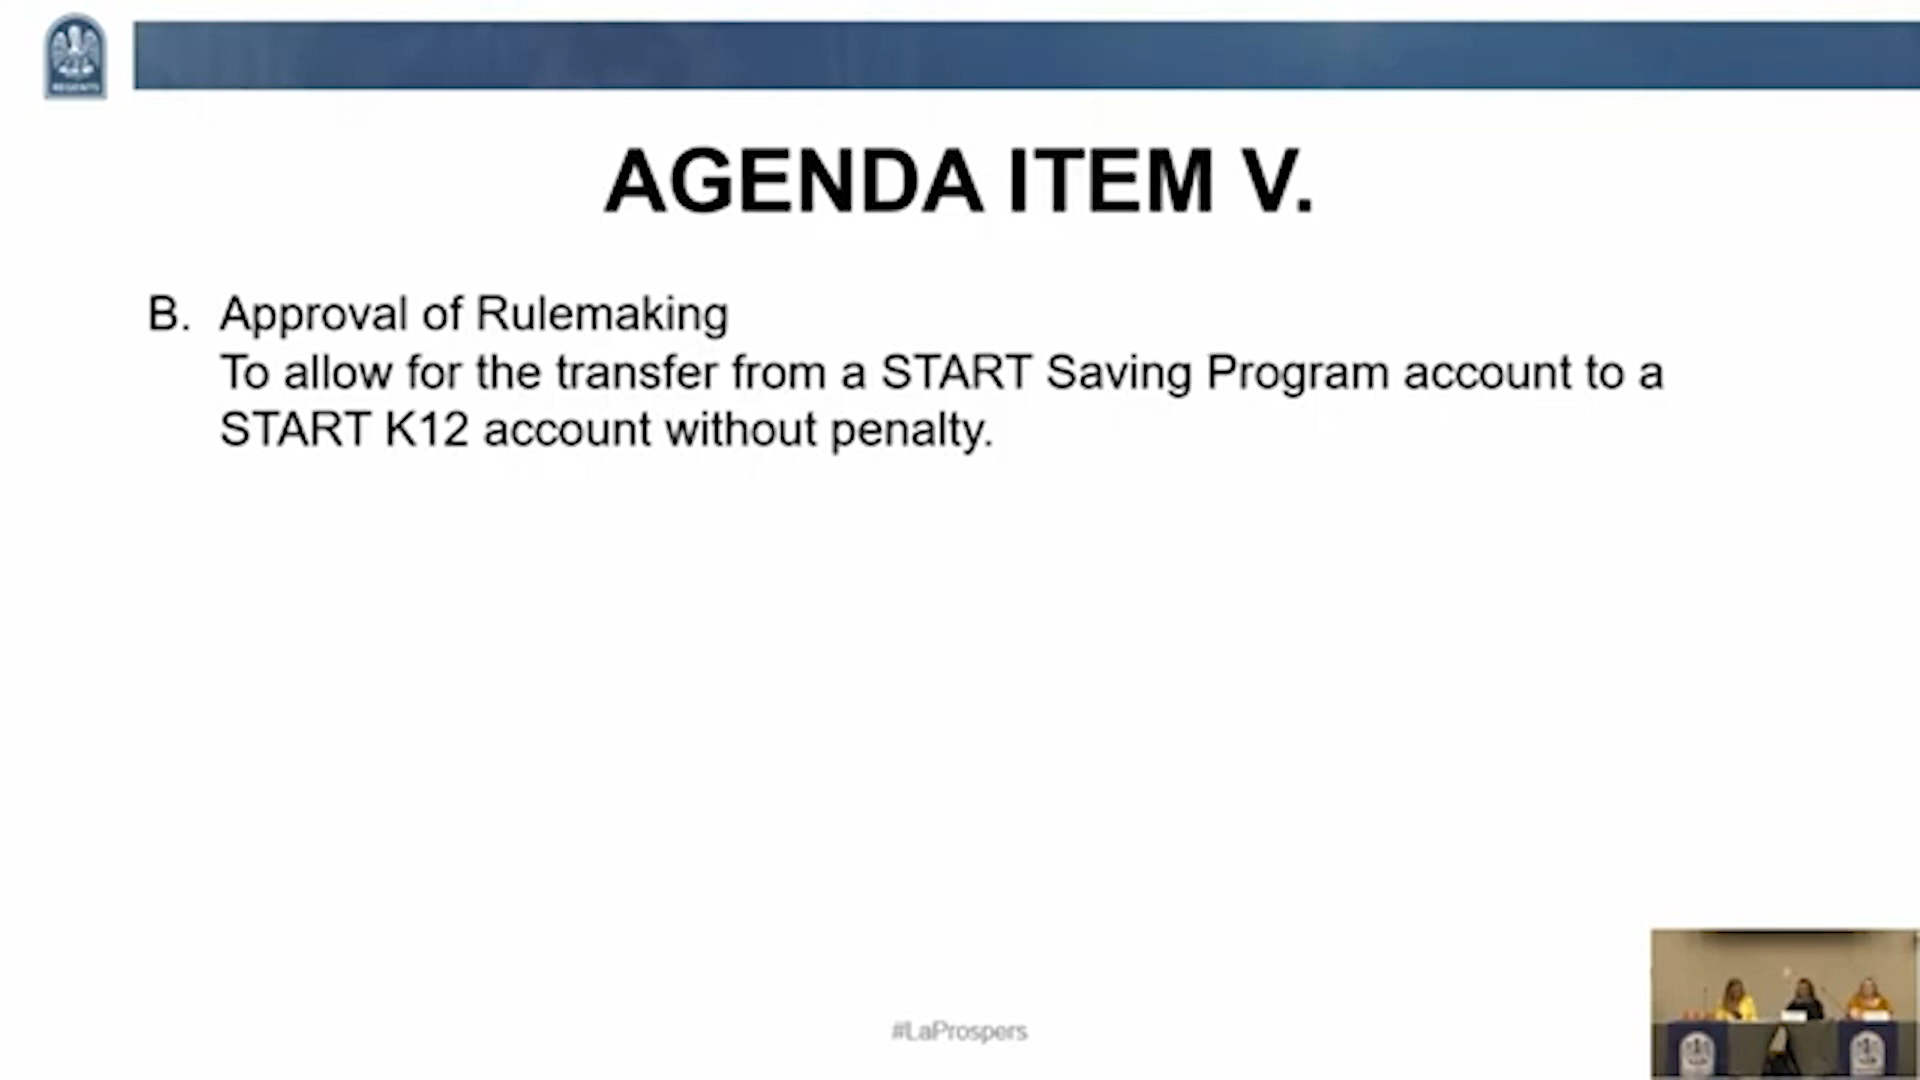 REGENTS
AGENDA ITEM V.
B. Approval of Rulemaking
To allow for the transfer from a START Saving Program account to a
START K12 account without penalty.
#LaProspers